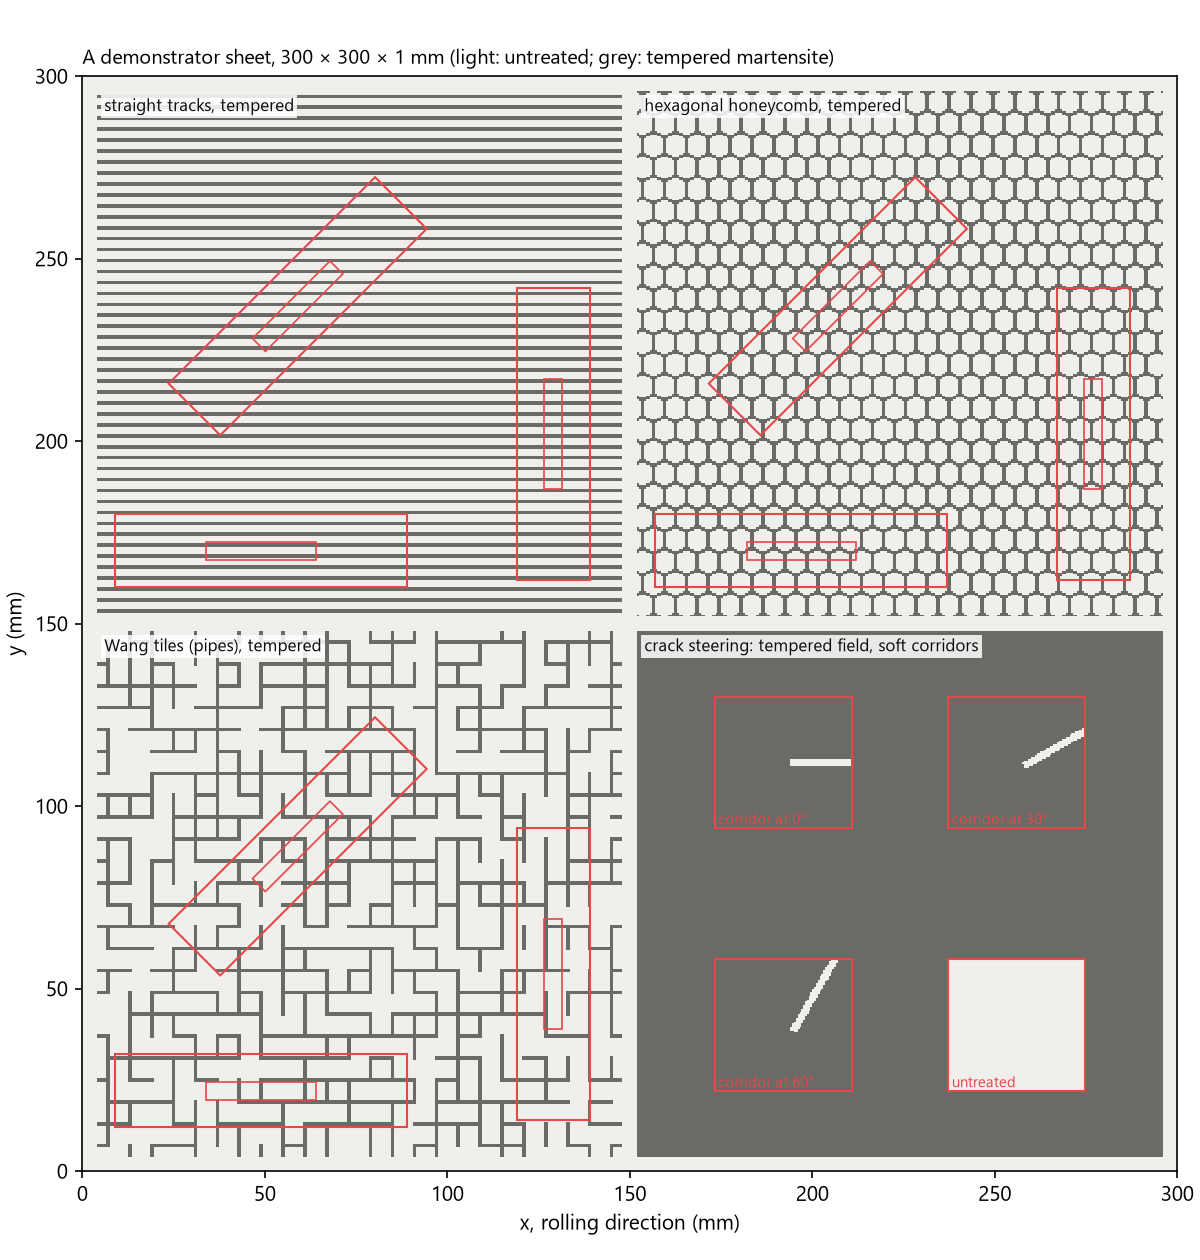 A demonstrator sheet, 300 × 300 × 1 mm (light: untreated; grey: tempered martensite)
300
straight tracks, tempered
hexagonal honeycomb, tempered
250
200
150
Wang tiles (pipes), tempered
crack steering: tempered field, soft corridors
100
corridor at 0°
corridor at 30°
50
corridor at 60°
untreated
0
0
50
100
150
200
250
300
y (mm)
x, rolling direction (mm)